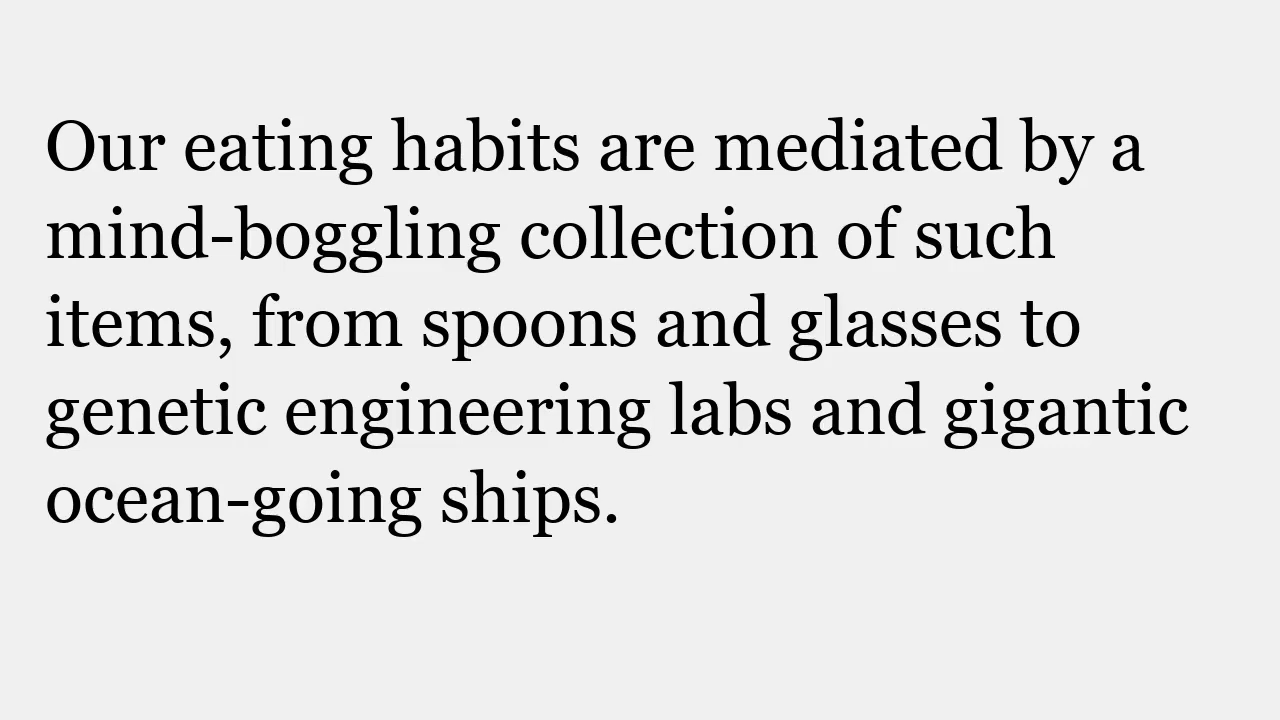 Our eating habits are mediated by a
mind-boggling collection of such
items, from spoons and glasses to
genetic engineering labs and gigantic
ocean-going ships.